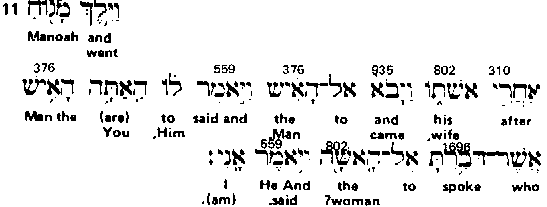 11 וַיֵּלֶךְ מָנוֹחַ
Manoah and
went
376 559 376 935 802 310
אַחֲרֵי אִשְׁתּוֹ וַיָּבֹא אֶל־הָאִישׁ וַיֹּאמֶר לוֹ הַאַתָּה הָאִישׁ
Man the (are) to said and the to and his after
You ,Him ,Man came ,wife
559 802 1696
אֲשֶׁר־דִּבַּרְתָּ אֶל־הָאִשָּׁה וַיֹּאמֶר אָנִי׃
I He And the to spoke who
.(am) .said ?woman